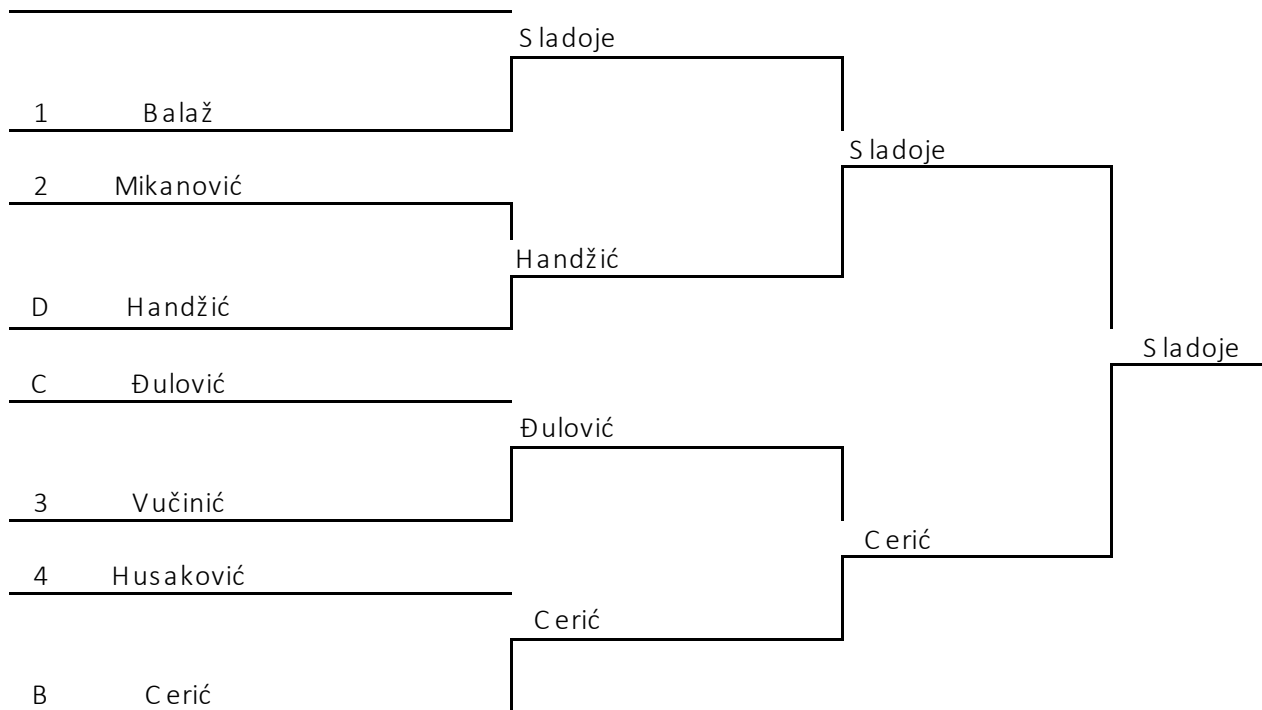 Sladoje
1 Balaž
Sladoje
2 Mikanović
Handžić
D Handžić
Sladoje
C Đulović
Đulović
3 Vučinić
Cerić
4 Husaković
Cerić
B Cerić